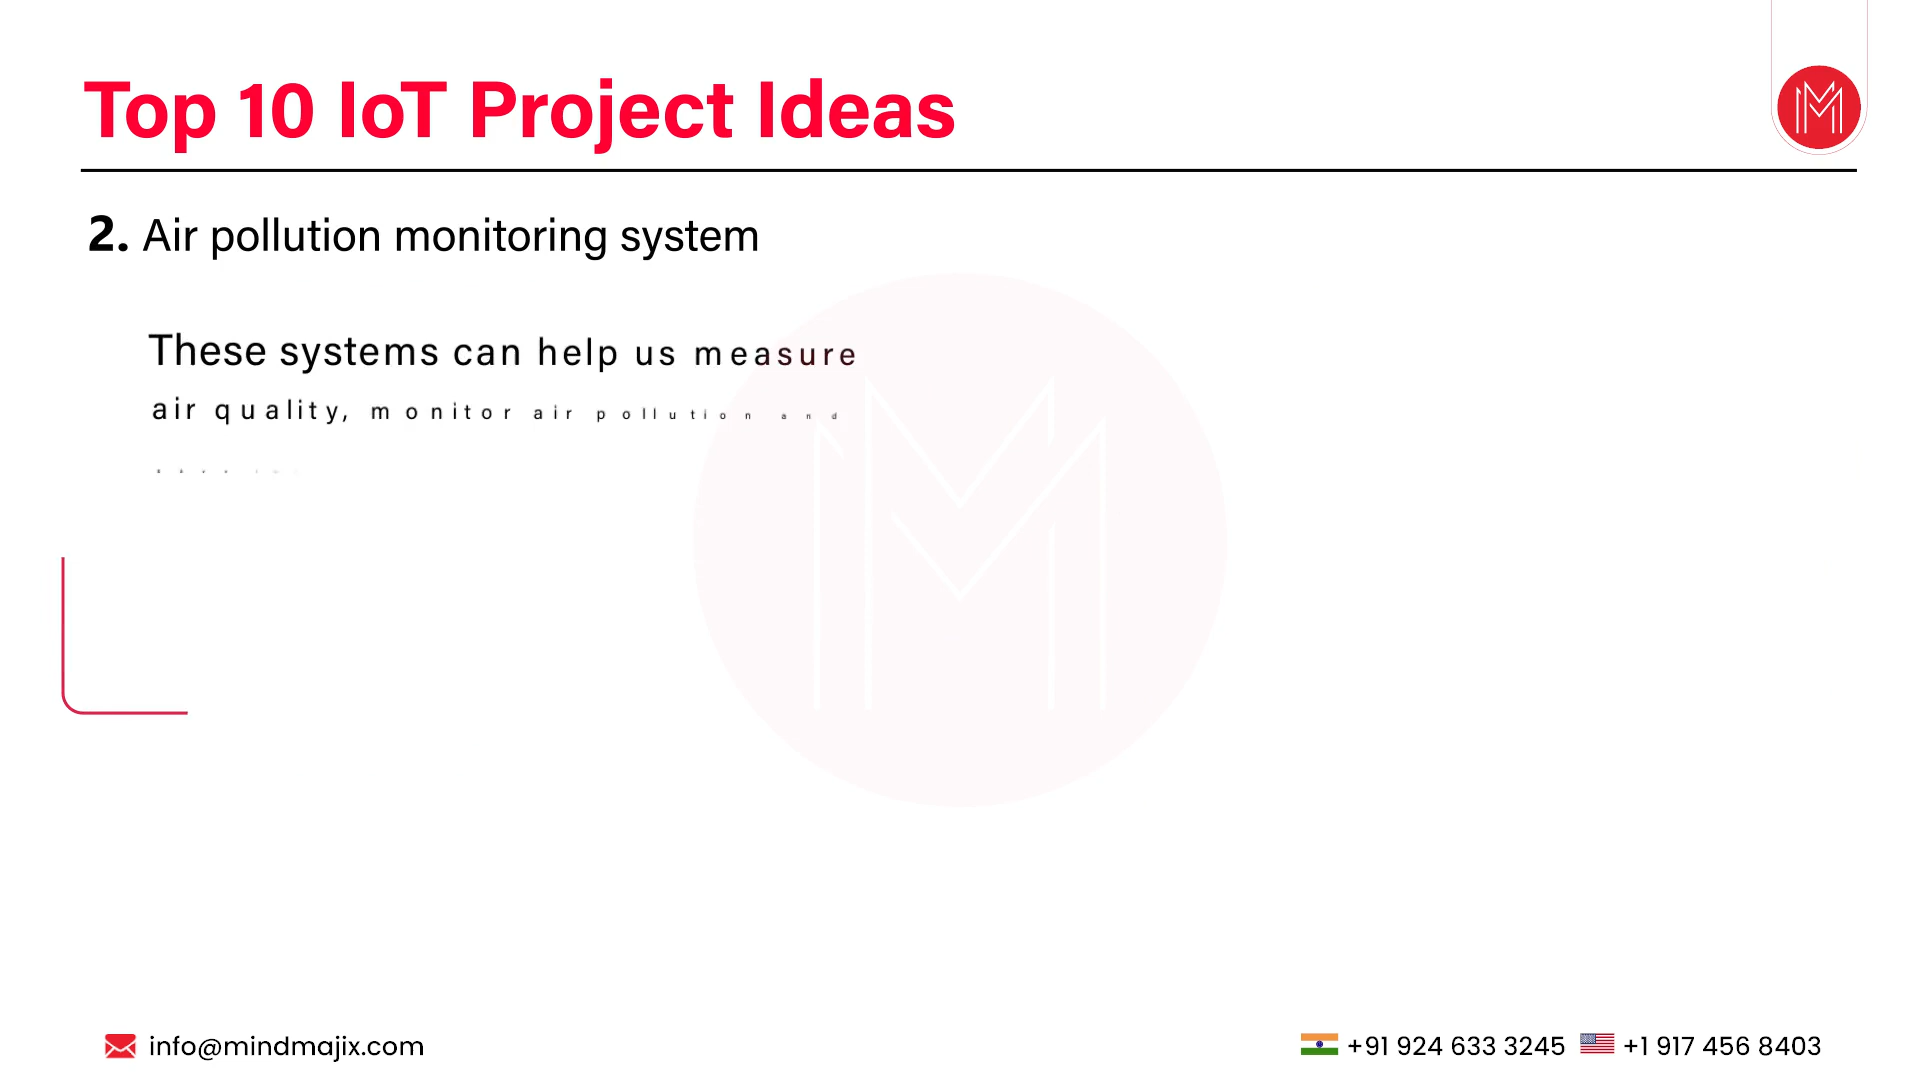 Top 10 IoT Project Ideas
2. Air pollution monitoring system
These systems can help us measure
air quality, monitor air pollution and
info@mindmajix.com
+91 924 633 3245 +1 917 456 8403